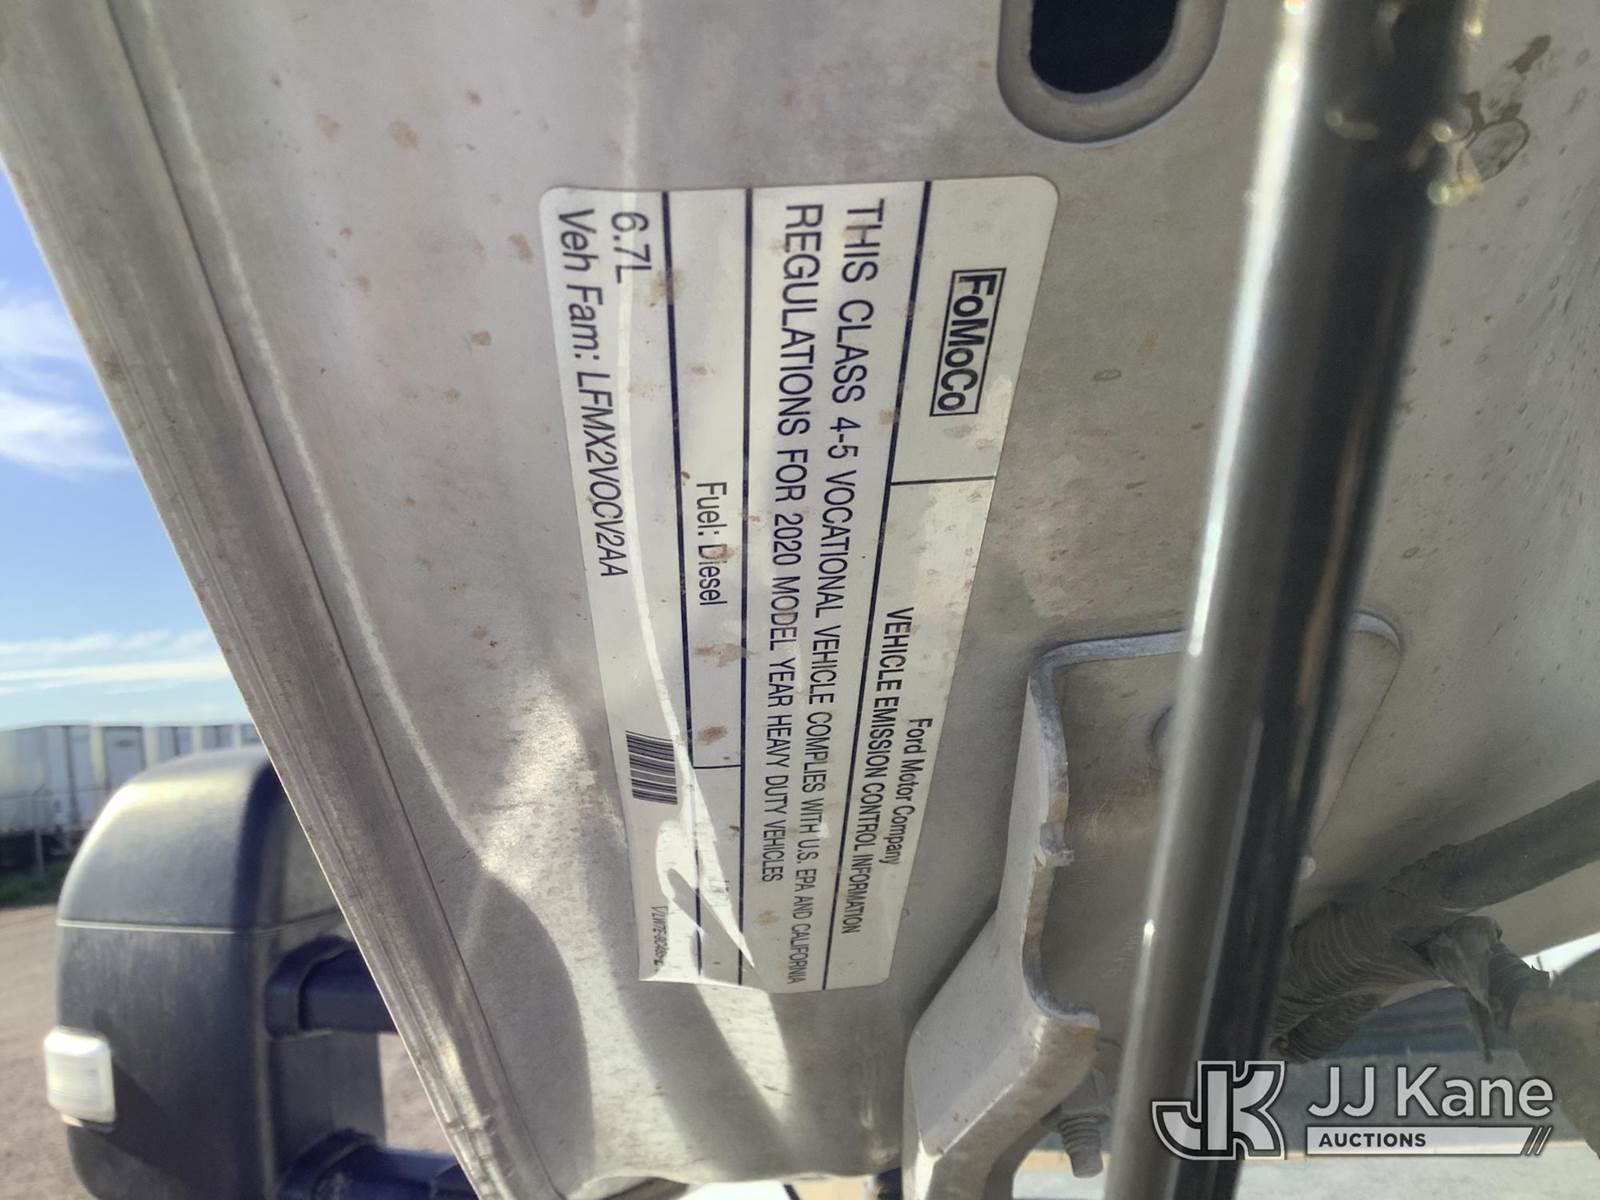 FoMoCo
Ford Motor Company
VEHICLE EMISSION CONTROL INFORMATION
THIS CLASS 4-5 VOCATIONAL VEHICLE COMPLIES WITH U.S. EPA AND CALIFORNIA
REGULATIONS FOR 2020 MODEL YEAR HEAVY DUTY VEHICLES
Fuel: Diesel
6.7L
Veh Fam: LFMX2VOCV2AA
JK JJ Kane
AUCTIONS